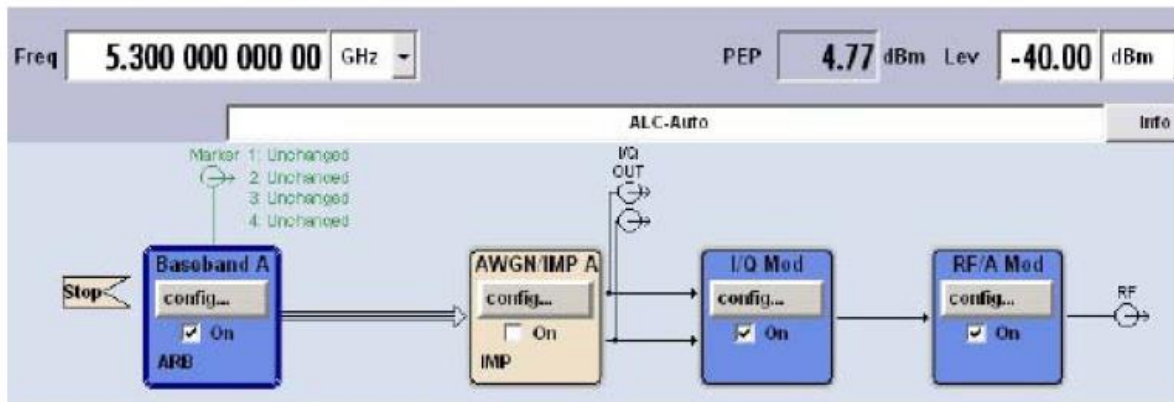 Freq 5.300 000 000 00 GHz PEP 4.77 dBm Lev -40.00 dBm
ALC-Auto Info
Marker 1: Unchanged
2: Unchanged
3: Unchanged
4: Unchanged
I/Q
OUT
Baseband A AWGN/IMP A I/Q Mod RF/A Mod
Stop config... config... config... config... RF
On On On On
ARB IMP